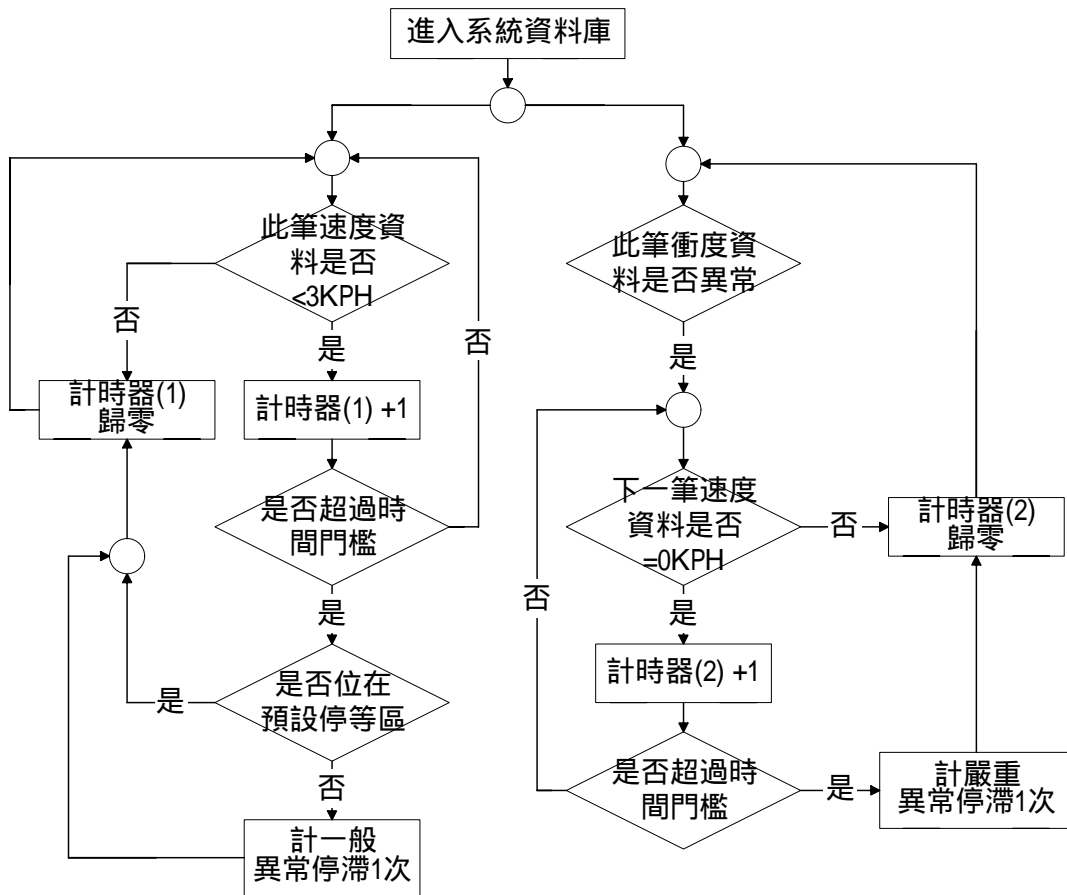 進入系統資料庫
此筆速度資
料是否
<3KPH
否
是
否
計時器(1)
歸零
計時器(1) +1
是否超過時
間門檻
是
是否位在
預設停等區
是
否
計一般
異常停滯1次
此筆衝度資
料是否異常
是
下一筆速度
資料是否
=0KPH
否
計時器(2)
歸零
是
否
計時器(2) +1
是否超過時
間門檻
是
計嚴重
異常停滯1次